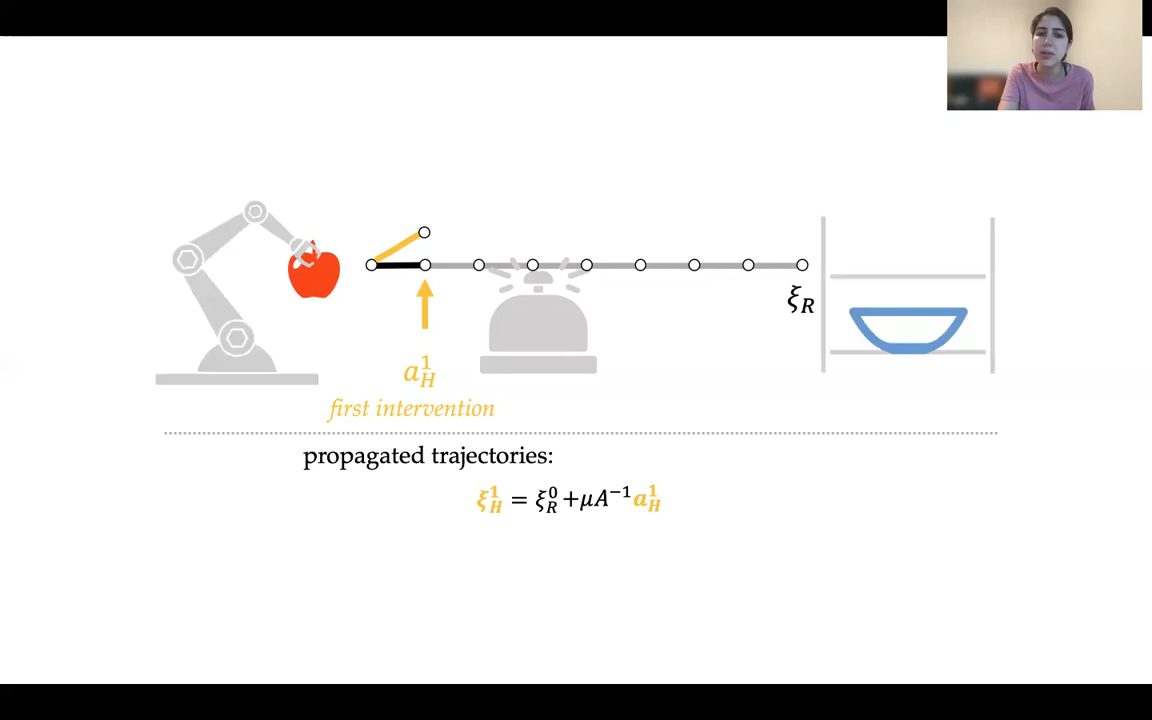 ξ_R
a_H^1
first intervention
propagated trajectories:
ξ_H^1 = ξ_R^0 + μA^{-1} a_H^1